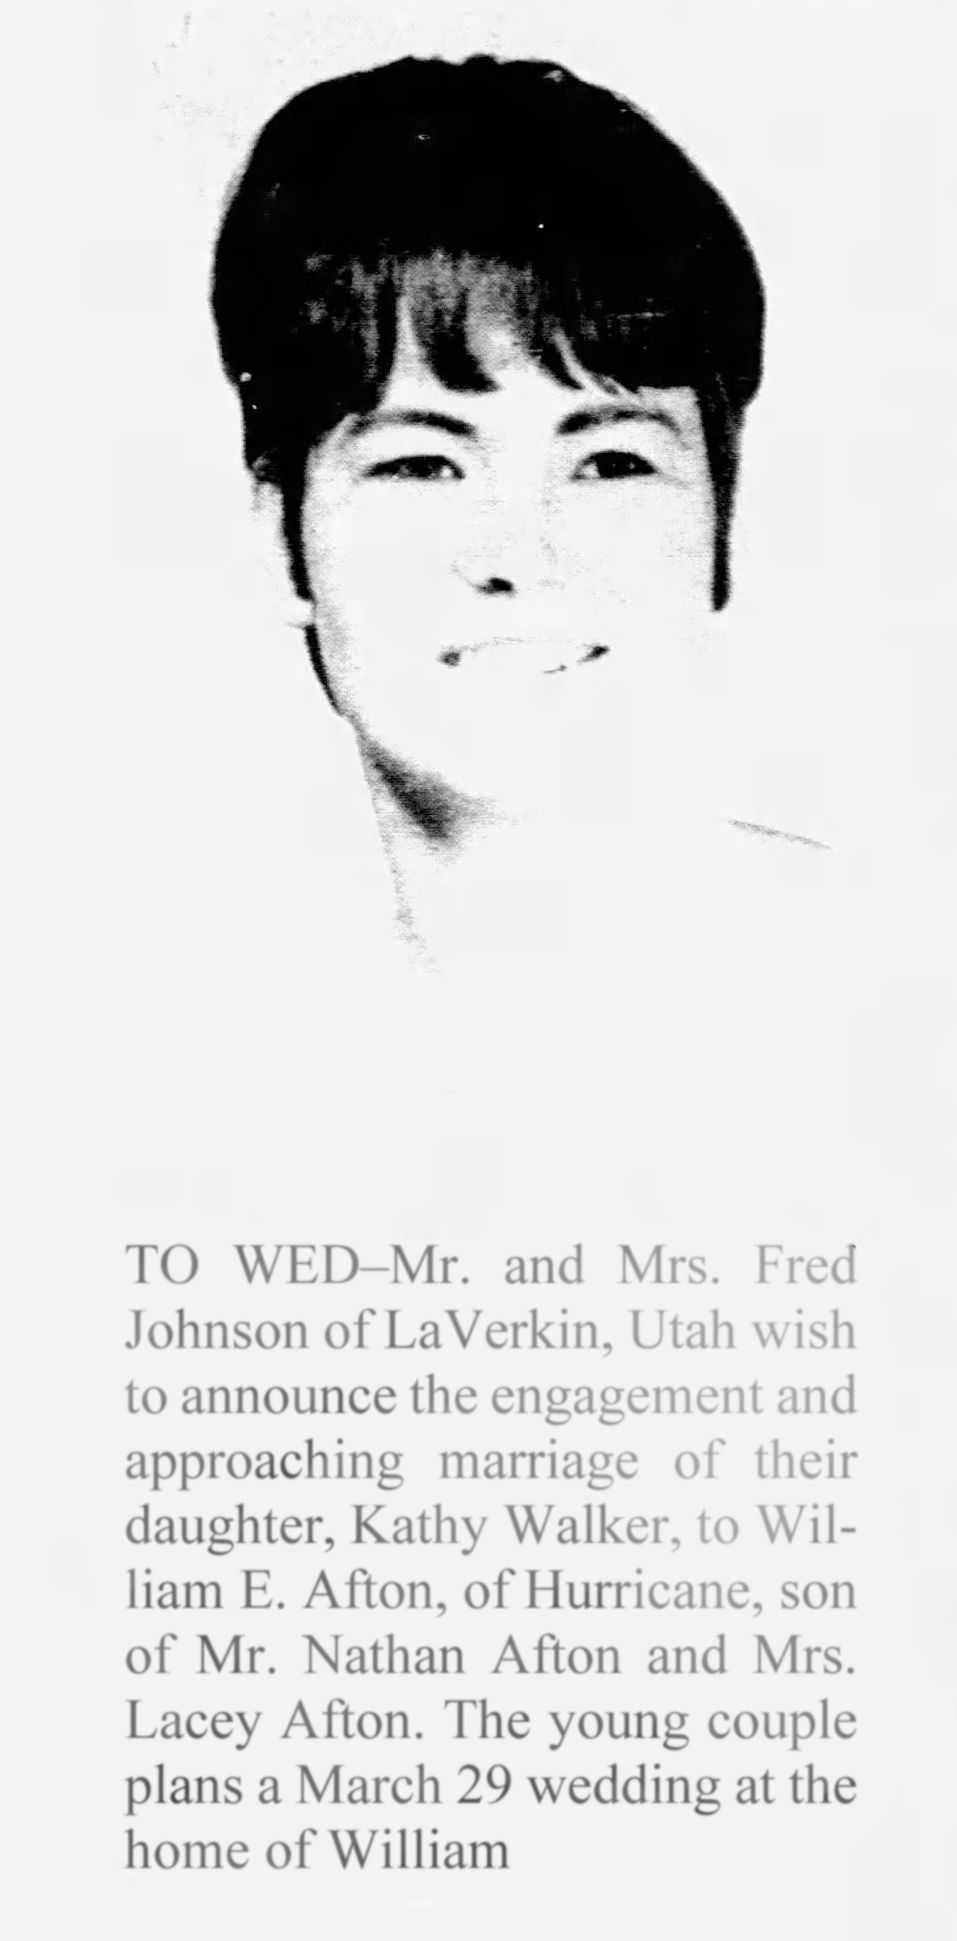 TO WED–Mr. and Mrs. Fred
Johnson of LaVerkin, Utah wish
to announce the engagement and
approaching marriage of their
daughter, Kathy Walker, to Wil-
liam E. Afton, of Hurricane, son
of Mr. Nathan Afton and Mrs.
Lacey Afton. The young couple
plans a March 29 wedding at the
home of William